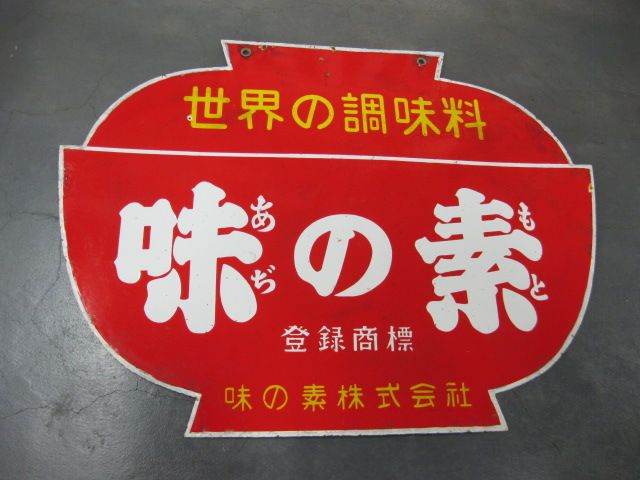 世界の調味料
味の素
あぢ
もと
登録商標
味の素株式会社